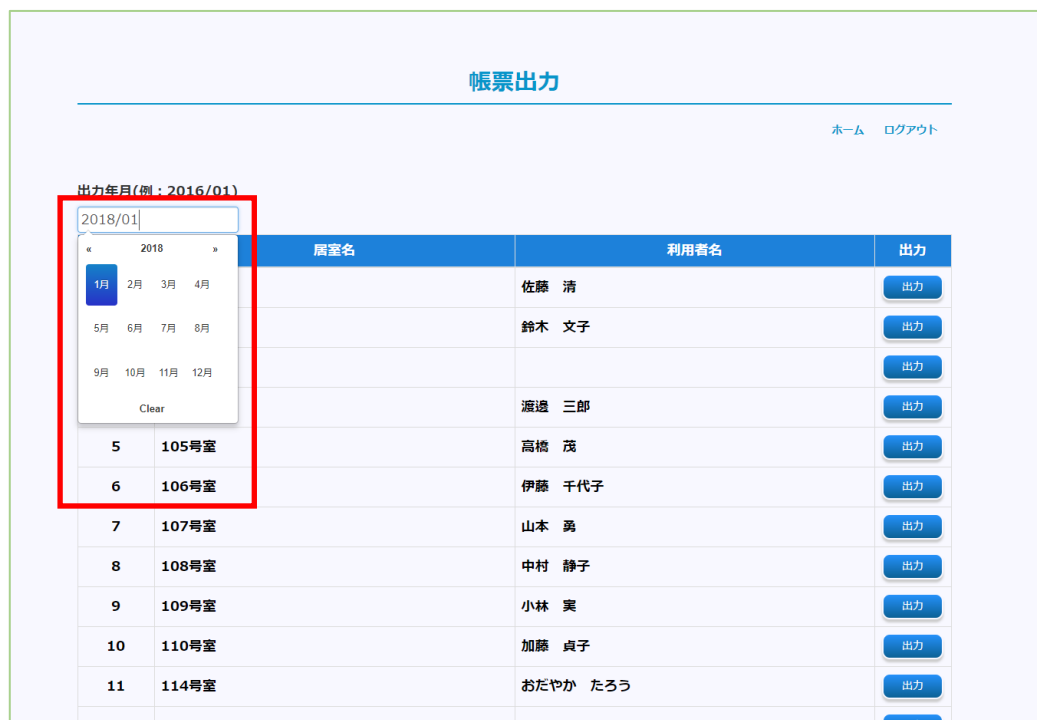 帳票出力
ホーム ログアウト
出力年月(例：2016/01)
2018/01
« 2018 »
1月 2月 3月 4月
5月 6月 7月 8月
9月 10月 11月 12月
Clear
居室名 利用者名 出力
佐藤　清 出力
鈴木　文子 出力
出力
渡邉　三郎 出力
5 105号室 高橋　茂 出力
6 106号室 伊藤　千代子 出力
7 107号室 山本　勇 出力
8 108号室 中村　静子 出力
9 109号室 小林　実 出力
10 110号室 加藤　貞子 出力
11 114号室 おだやか　たろう 出力